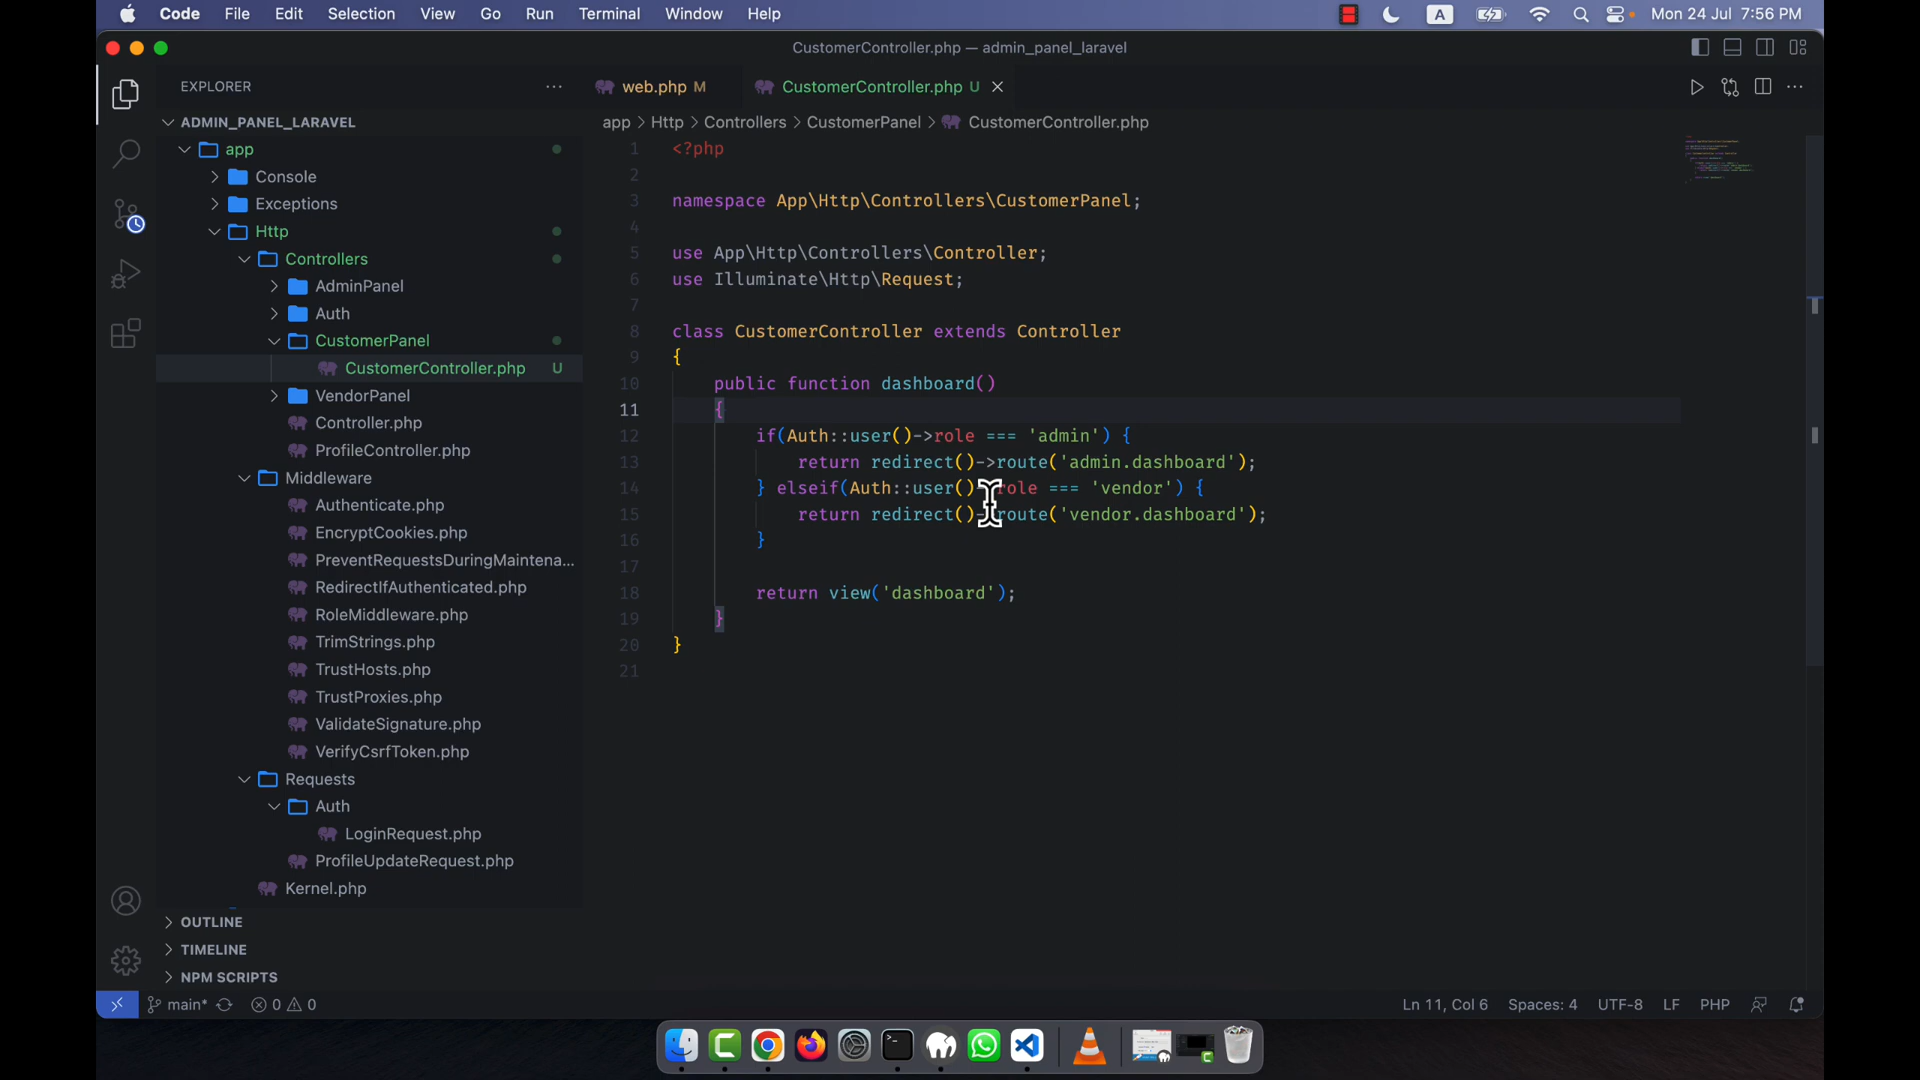 Code File Edit Selection View Go Run Terminal Window Help A Mon 24 Jul 7:56 PM
CustomerController.php — admin_panel_laravel
EXPLORER
web.php M
CustomerController.php U
ADMIN_PANEL_LARAVEL
app
Console
Exceptions
Http
Controllers
AdminPanel
Auth
CustomerPanel
CustomerController.php U
VendorPanel
Controller.php
ProfileController.php
Middleware
Authenticate.php
EncryptCookies.php
PreventRequestsDuringMaintena...
RedirectIfAuthenticated.php
RoleMiddleware.php
TrimStrings.php
TrustHosts.php
TrustProxies.php
ValidateSignature.php
VerifyCsrfToken.php
Requests
Auth
LoginRequest.php
ProfileUpdateRequest.php
Kernel.php
OUTLINE
TIMELINE
NPM SCRIPTS
app > Http > Controllers > CustomerPanel > CustomerController.php
1 <?php
2
3 namespace App\Http\Controllers\CustomerPanel;
4
5 use App\Http\Controllers\Controller;
6 use Illuminate\Http\Request;
7
8 class CustomerController extends Controller
9 {
10 public function dashboard()
11 {
12 if(Auth::user()->role === 'admin') {
13 return redirect()->route('admin.dashboard');
14 } elseif(Auth::user()->role === 'vendor') {
15 return redirect()->route('vendor.dashboard');
16 }
17
18 return view('dashboard');
19 }
20 }
21
main* 0 0 Ln 11, Col 6 Spaces: 4 UTF-8 LF PHP